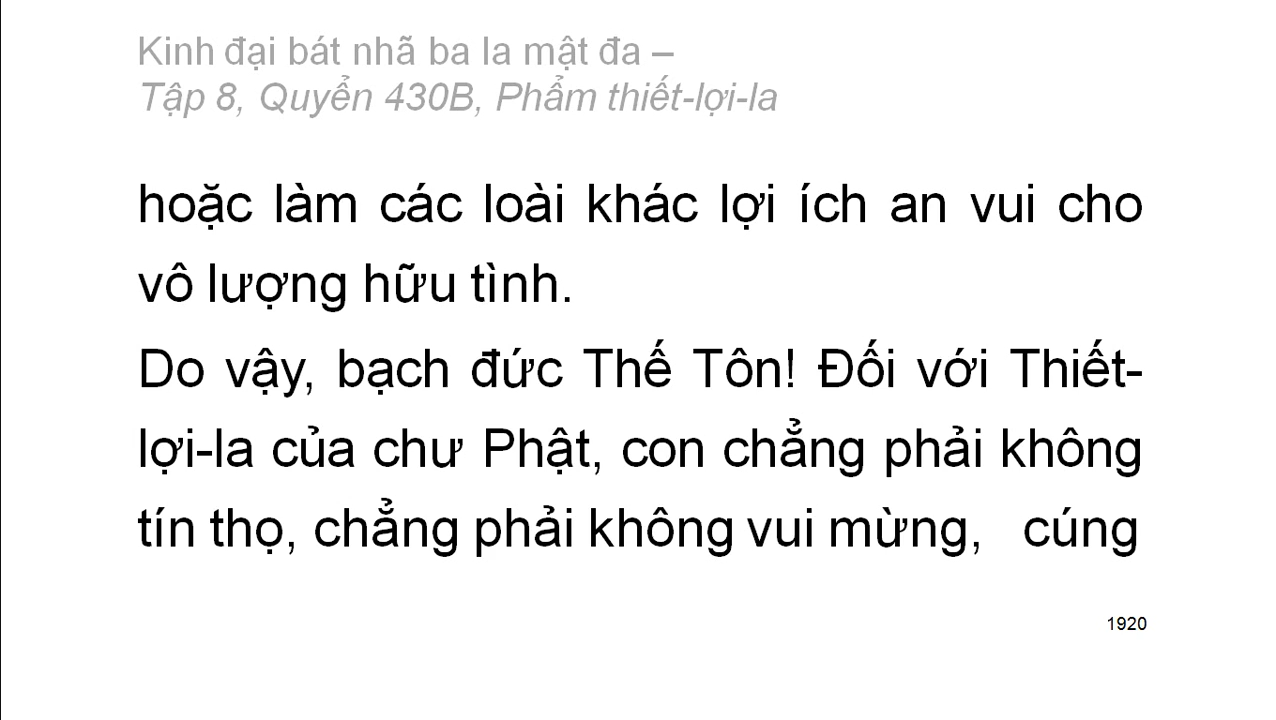 Kinh đại bát nhã ba la mật đa –
Tập 8, Quyển 430B, Phẩm thiết-lợi-la
hoặc làm các loài khác lợi ích an vui cho
vô lượng hữu tình.
Do vậy, bạch đức Thế Tôn! Đối với Thiết-
lợi-la của chư Phật, con chẳng phải không
tín thọ, chẳng phải không vui mừng, cúng
1920